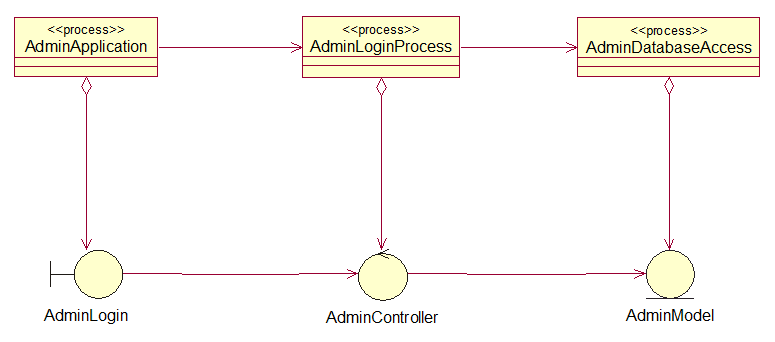 <<process>>
AdminApplication
<<process>>
AdminLoginProcess
<<process>>
AdminDatabaseAccess
AdminLogin
AdminController
AdminModel